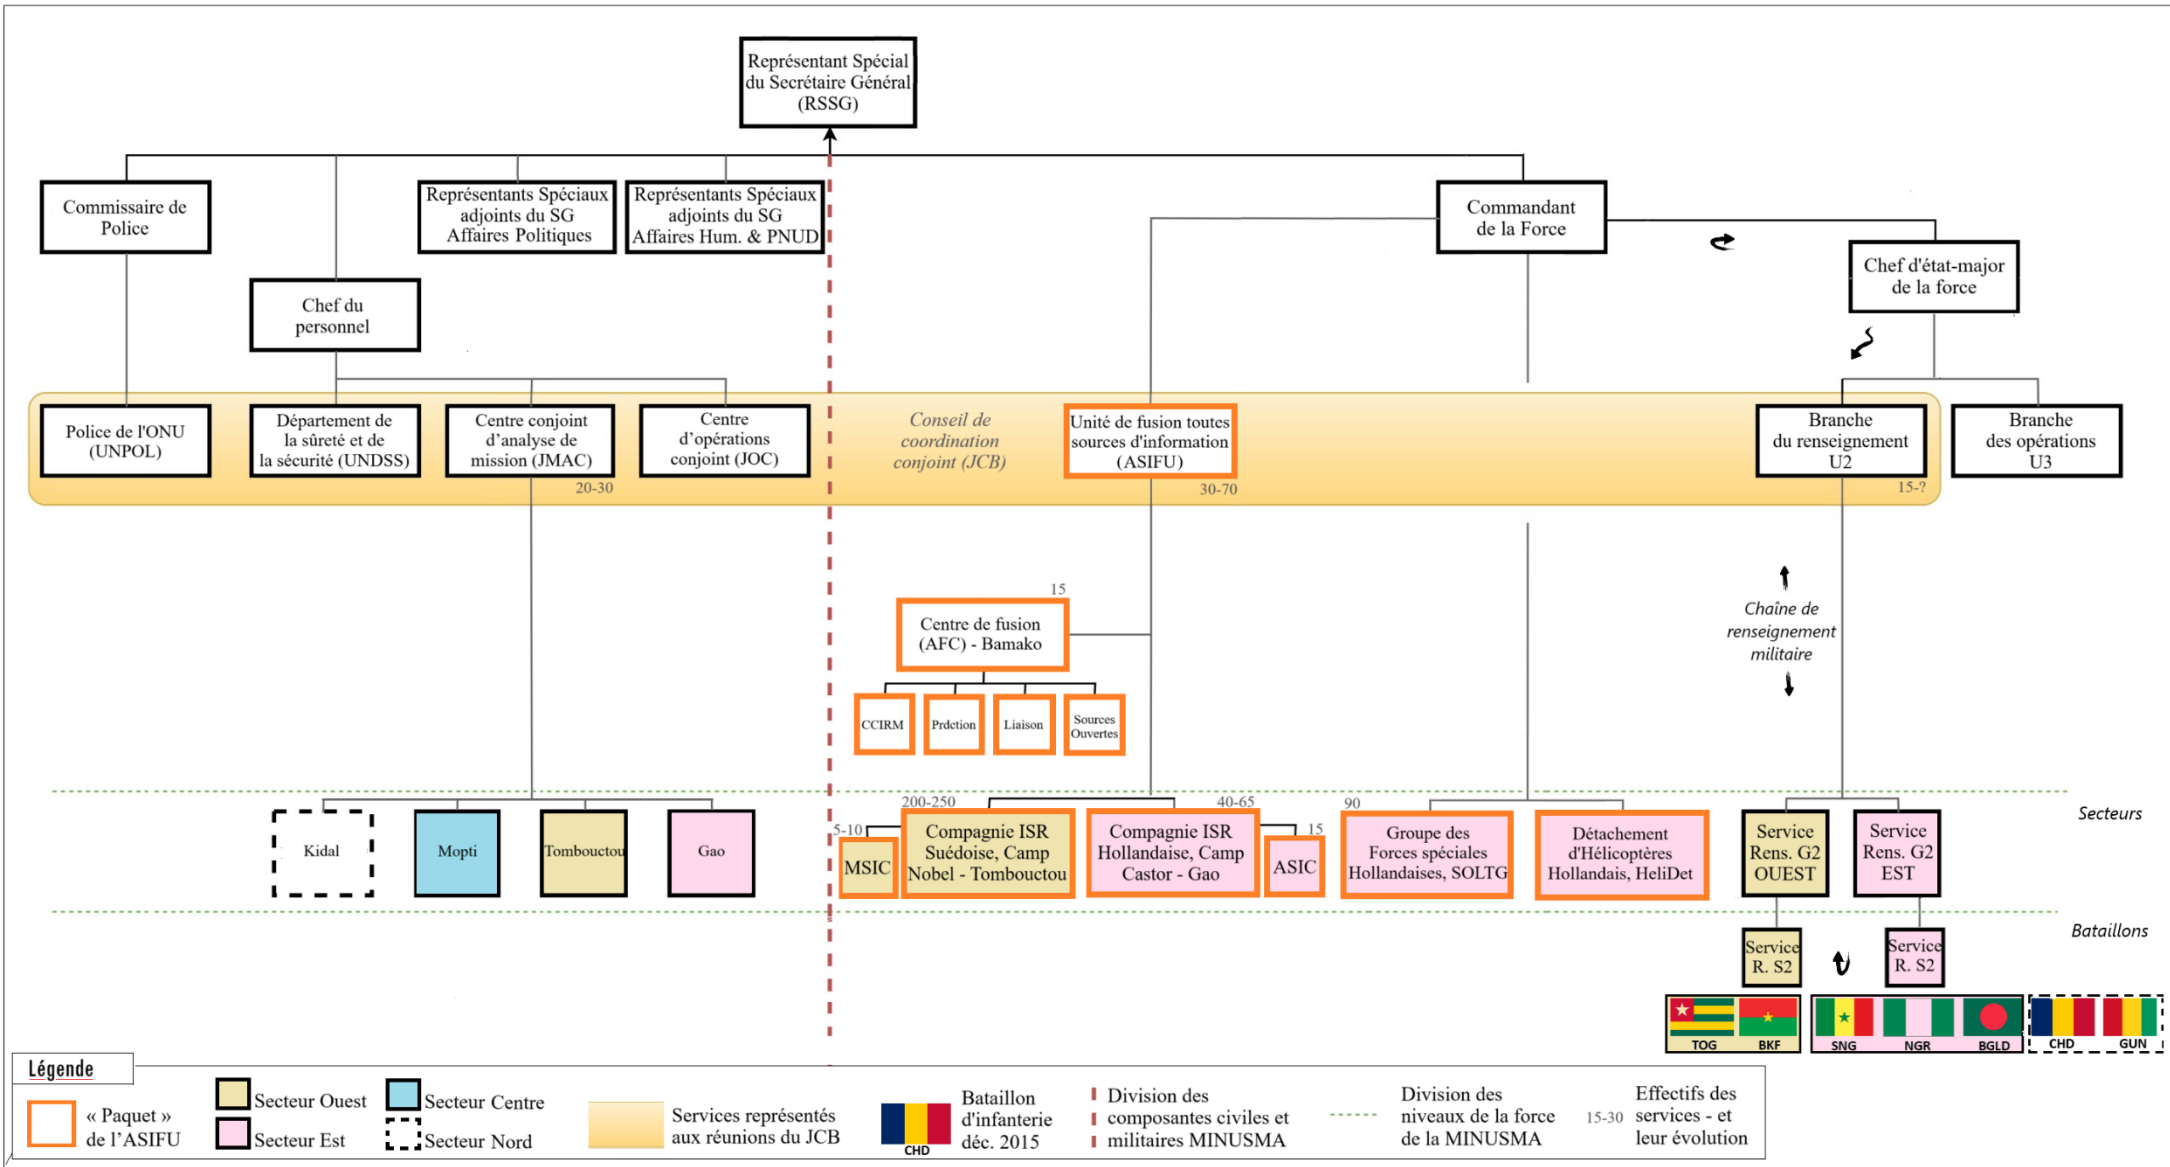 Représentant Spécial
du Secrétaire Général
(RSSG)
Commissaire de
Police
Représentants Spéciaux
adjoints du SG
Affaires Politiques
Représentants Spéciaux
adjoints du SG
Affaires Hum. & PNUD
Commandant
de la Force
Chef d'état-major
de la force
Chef du
personnel
Police de l'ONU
(UNPOL)
Département de
la sûreté et de
la sécurité (UNDSS)
Centre conjoint
d'analyse de
mission (JMAC)
20-30
Centre
d'opérations
conjoint (JOC)
Conseil de
coordination
conjoint (JCB)
Unité de fusion toutes
sources d'information
(ASIFU)
30-70
Branche
du renseignement
U2
15-?
Branche
des opérations
U3
15
Centre de fusion
(AFC) - Bamako
CCIRM
Prdction
Liaison
Sources
Ouvertes
Chaîne de
renseignement
militaire
Secteurs
Kidal
Mopti
Tombouctou
Gao
5-10
MSIC
200-250
Compagnie ISR
Suédoise, Camp
Nobel - Tombouctou
40-65
Compagnie ISR
Hollandaise, Camp
Castor - Gao
15
ASIC
90
Groupe des
Forces spéciales
Hollandaises, SOLTG
Détachement
d'Hélicoptères
Hollandais, HeliDet
Service
Rens. G2
OUEST
Service
Rens. G2
EST
Bataillons
Service
R. S2
Service
R. S2
TOG
BKF
SNG
NGR
BGLD
CHD
GUN
Légende
« Paquet »
de l'ASIFU
Secteur Ouest
Secteur Est
Secteur Centre
Secteur Nord
Services représentés
aux réunions du JCB
CHD
Bataillon
d'infanterie
déc. 2015
Division des
composantes civiles et
militaires MINUSMA
Division des
niveaux de la force
de la MINUSMA
15-30
Effectifs des
services - et
leur évolution